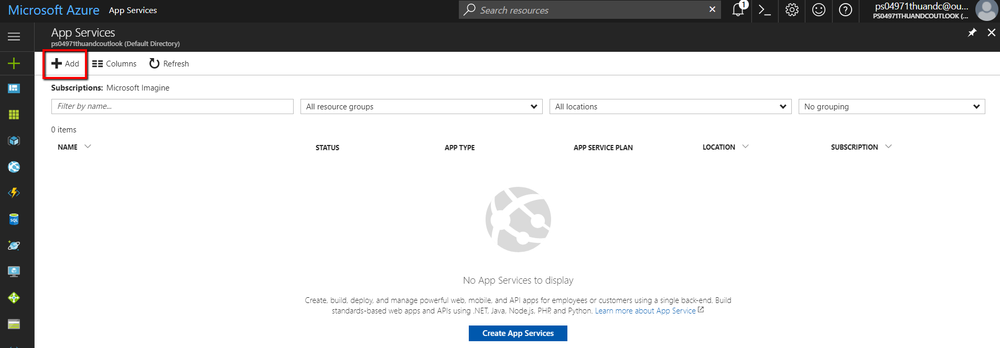 Microsoft Azure App Services
Search resources
1
ps04971thuandc@ou...
PS04971THUANDCOUTLOOK (...
App Services
ps04971thuandcoutlook (Default Directory)
Add Columns Refresh
Subscriptions: Microsoft Imagine
Filter by name... All resource groups All locations No grouping
0 items
NAME STATUS APP TYPE APP SERVICE PLAN LOCATION SUBSCRIPTION
SQL
No App Services to display
Create, build, deploy, and manage powerful web, mobile, and API apps for employees or customers using a single back-end. Build
standards-based web apps and APIs using .NET, Java, Node.js, PHP, and Python. Learn more about App Service
Create App Services